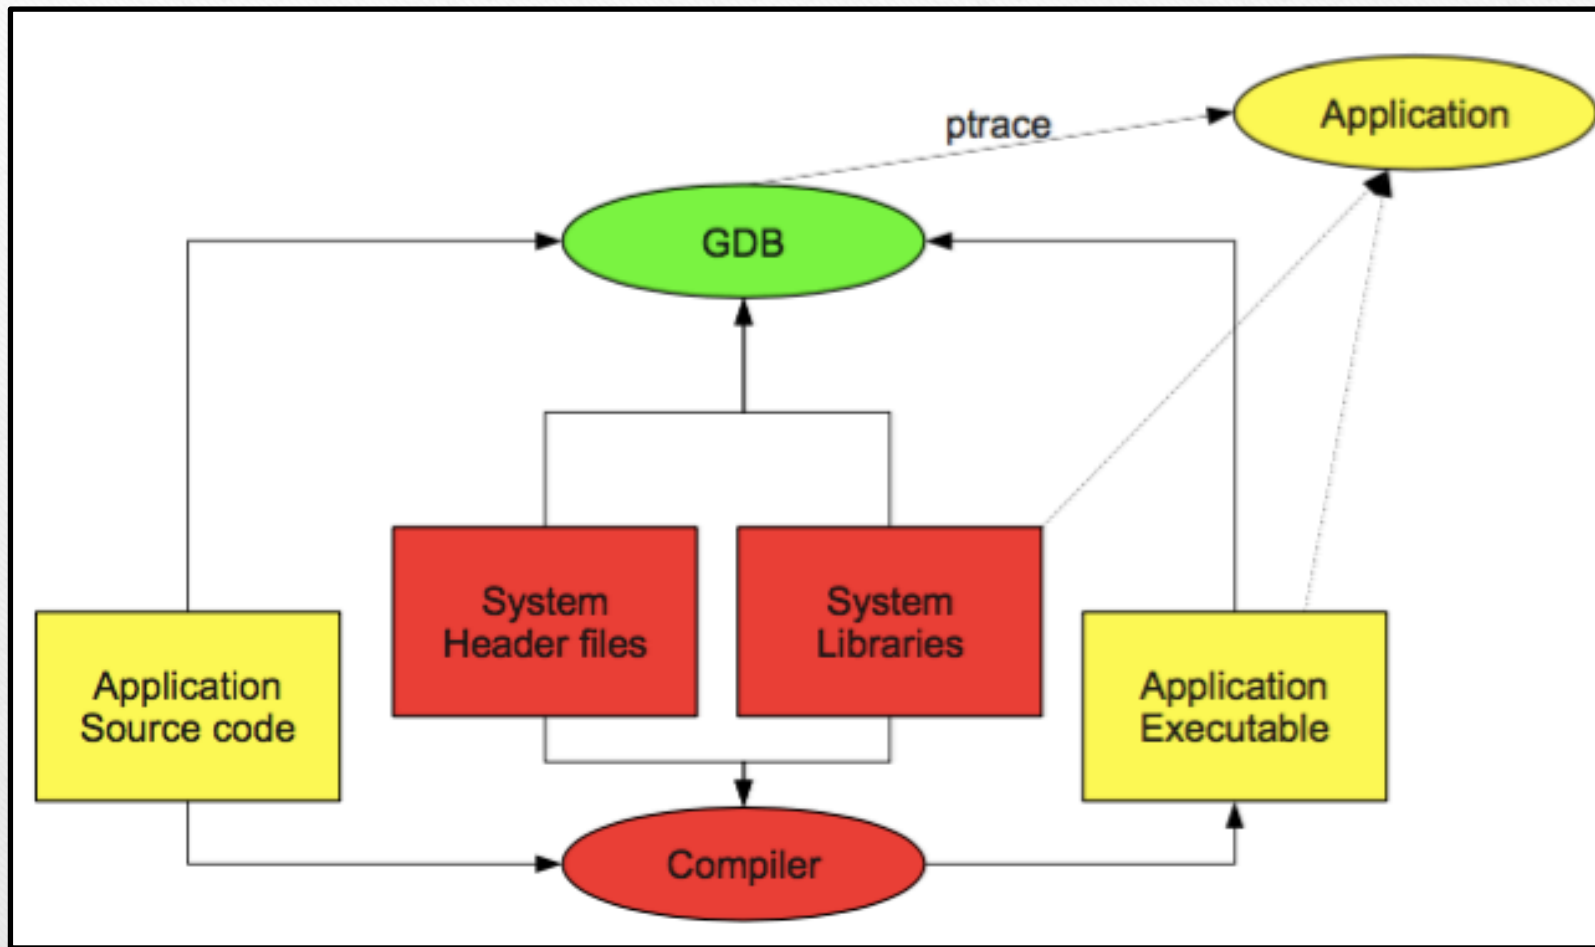 ptrace
Application
GDB
System
Header files
System
Libraries
Application
Source code
Application
Executable
Compiler